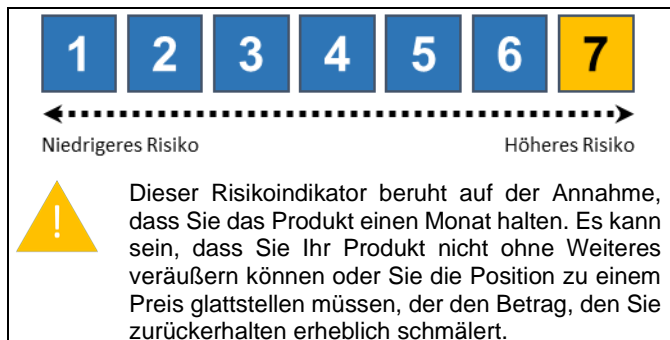 1 2 3 4 5 6 7
Niedrigeres Risiko Höheres Risiko
!
Dieser Risikoindikator beruht auf der Annahme,
dass Sie das Produkt einen Monat halten. Es kann
sein, dass Sie Ihr Produkt nicht ohne Weiteres
veräußern können oder Sie die Position zu einem
Preis glattstellen müssen, der den Betrag, den Sie
zurückerhalten erheblich schmälert.